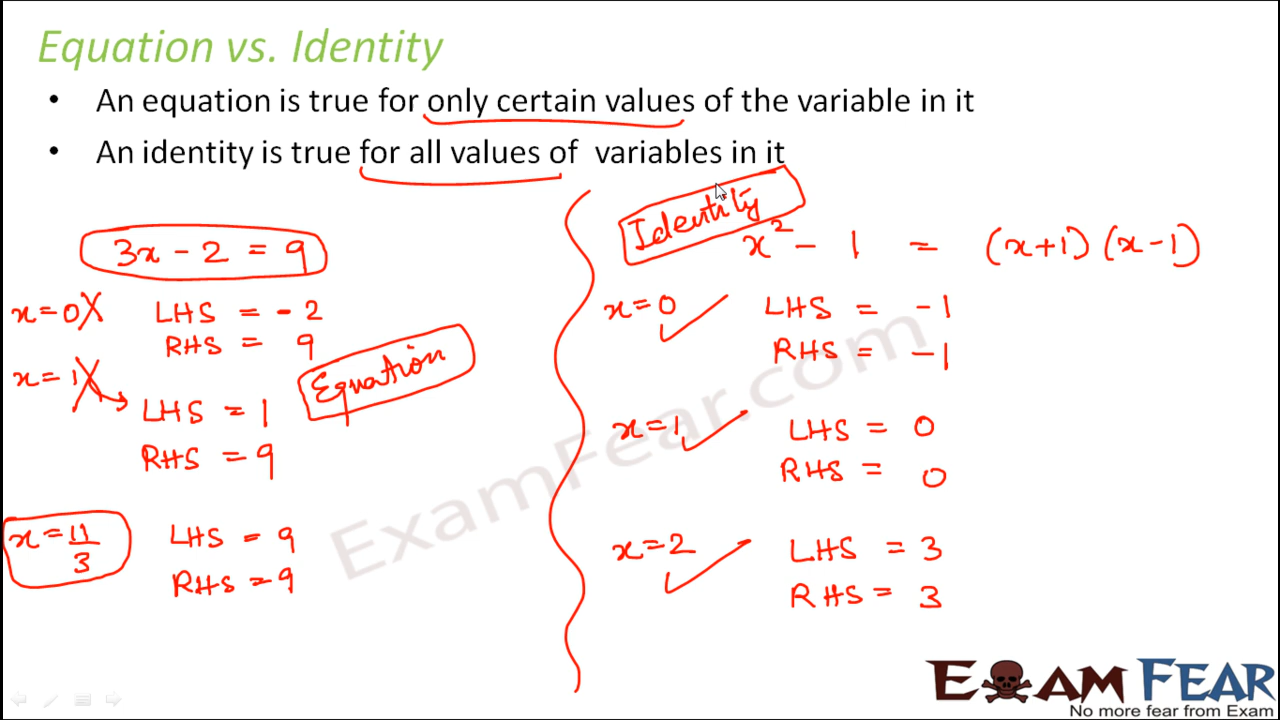 Equation vs. Identity
• An equation is true for only certain values of the variable in it
• An identity is true for all values of variables in it
3x - 2 = 9
x = 0 X LHS = - 2
RHS = 9
x = 1 X
LHS = 1
RHS = 9
Equation
x = 11/3 LHS = 9
RHS = 9
Identity
x² - 1 = (x+1) (x-1)
x = 0 ✓ LHS = -1
RHS = -1
x = 1 ✓ LHS = 0
RHS = 0
x = 2 ✓ LHS = 3
RHS = 3
ExamFear.com
EXAM FEAR
No more fear from Exam